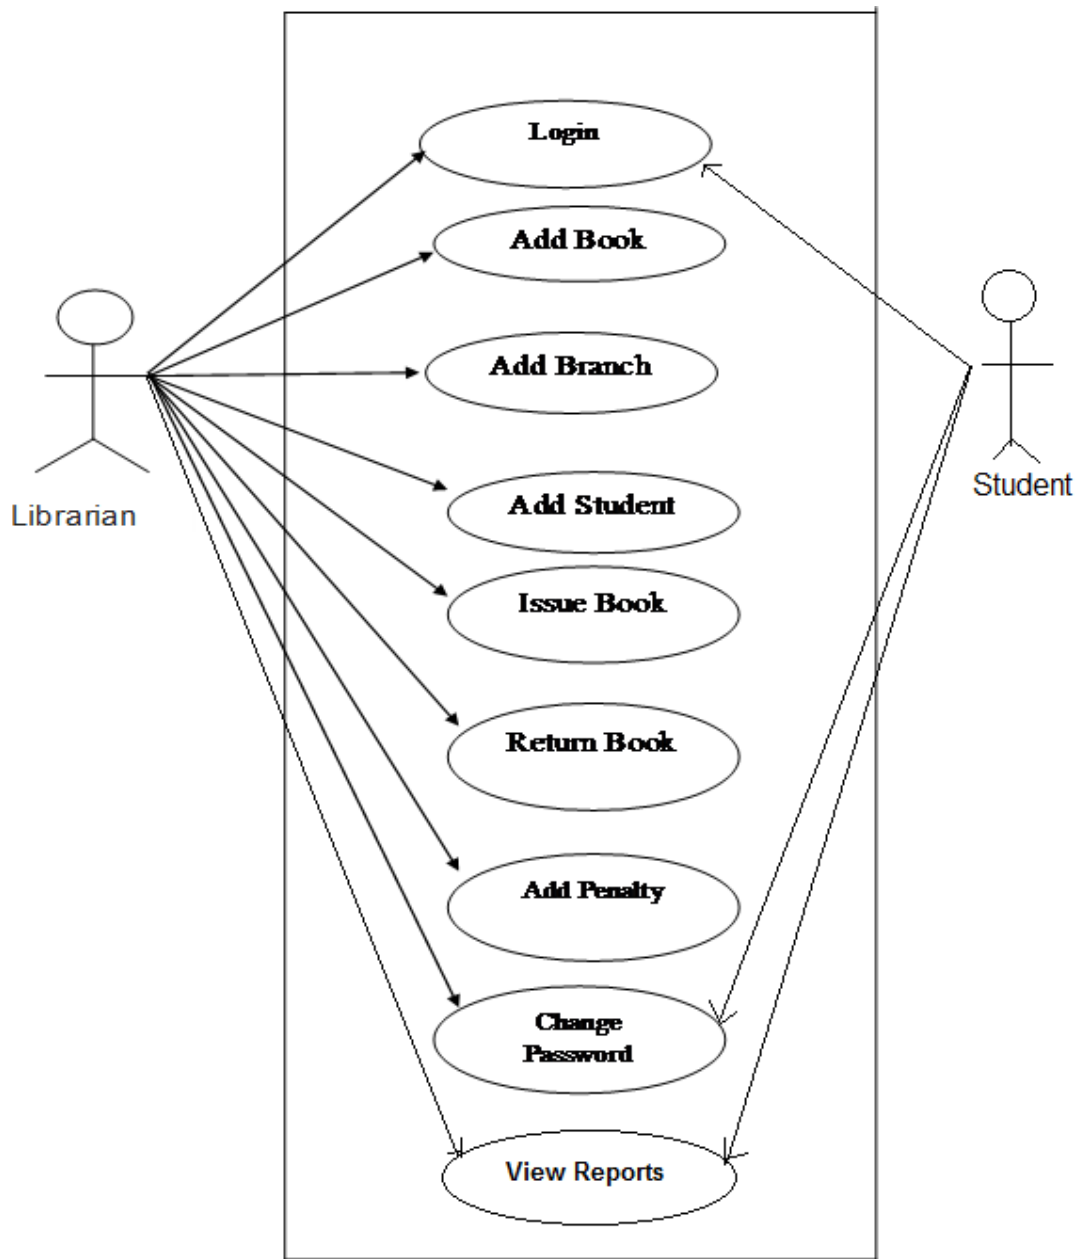 Login
Add Book
Add Branch
Add Student
Student
Librarian
Issue Book
Return Book
Add Penalty
Change
Password
View Reports